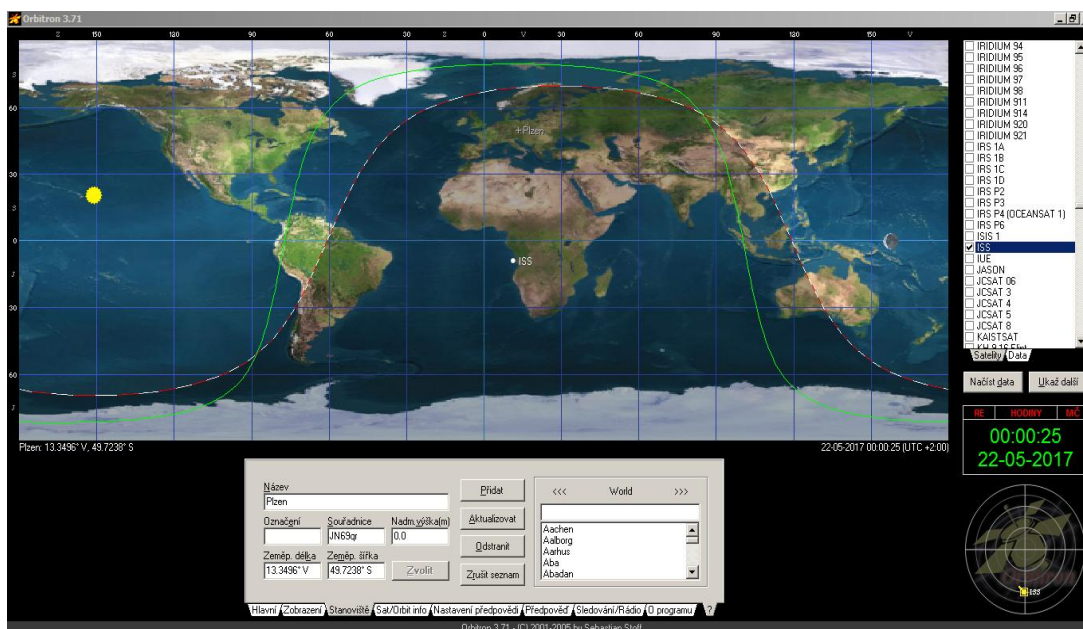 Orbitron 3.71
Z 150 120 90 60 30 Z 0 V 30 60 90 120 150 V
S
60
30
S
0
J
30
60
J
+Plzen
ISS
Plzen: 13.3496° V, 49.7238° S
22-05-2017 00:00:25 (UTC +2:00)
IRIDIUM 94
IRIDIUM 95
IRIDIUM 96
IRIDIUM 97
IRIDIUM 98
IRIDIUM 911
IRIDIUM 914
IRIDIUM 920
IRIDIUM 921
IRS 1A
IRS 1B
IRS 1C
IRS 1D
IRS P2
IRS P3
IRS P4 (OCEANSAT 1)
IRS P6
ISIS 1
ISS
IUE
JASON
JCSAT 06
JCSAT 3
JCSAT 4
JCSAT 5
JCSAT 8
KAISTSAT
Satelity Data
Načíst data Ukaž další
RE HODINY MČ
00:00:25
22-05-2017
ISS
Název
Plzen
Označení Souřadnice Nadm.výška(m)
JN69qr 0.0
Zeměp. délka Zeměp. šířka
13.3496° V 49.7238° S Zvolit
Přidat
Aktualizovat
Odstranit
Zrušit seznam
<<< World >>>
Aachen
Aalborg
Aarhus
Aba
Abadan
Hlavní Zobrazení Stanoviště Sat/Orbit info Nastavení předpovědi Předpověď Sledování/Rádio O programu ?
Orbitron 3.71 - (C) 2001-2005 by Sebastian Stoff